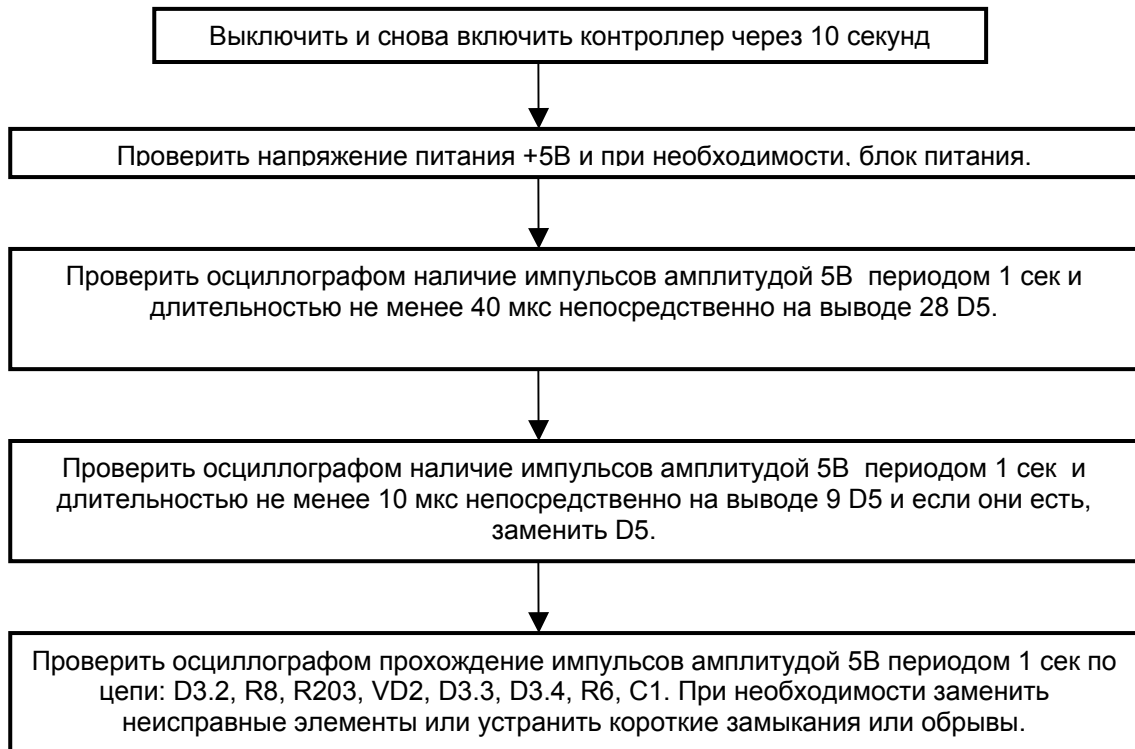 Выключить и снова включить контроллер через 10 секунд
Проверить напряжение питания +5В и при необходимости, блок питания.
Проверить осциллографом наличие импульсов амплитудой 5В периодом 1 сек и
длительностью не менее 40 мкс непосредственно на выводе 28 D5.
Проверить осциллографом наличие импульсов амплитудой 5В периодом 1 сек и
длительностью не менее 10 мкс непосредственно на выводе 9 D5 и если они есть,
заменить D5.
Проверить осциллографом прохождение импульсов амплитудой 5В периодом 1 сек по
цепи: D3.2, R8, R203, VD2, D3.3, D3.4, R6, C1. При необходимости заменить
неисправные элементы или устранить короткие замыкания или обрывы.